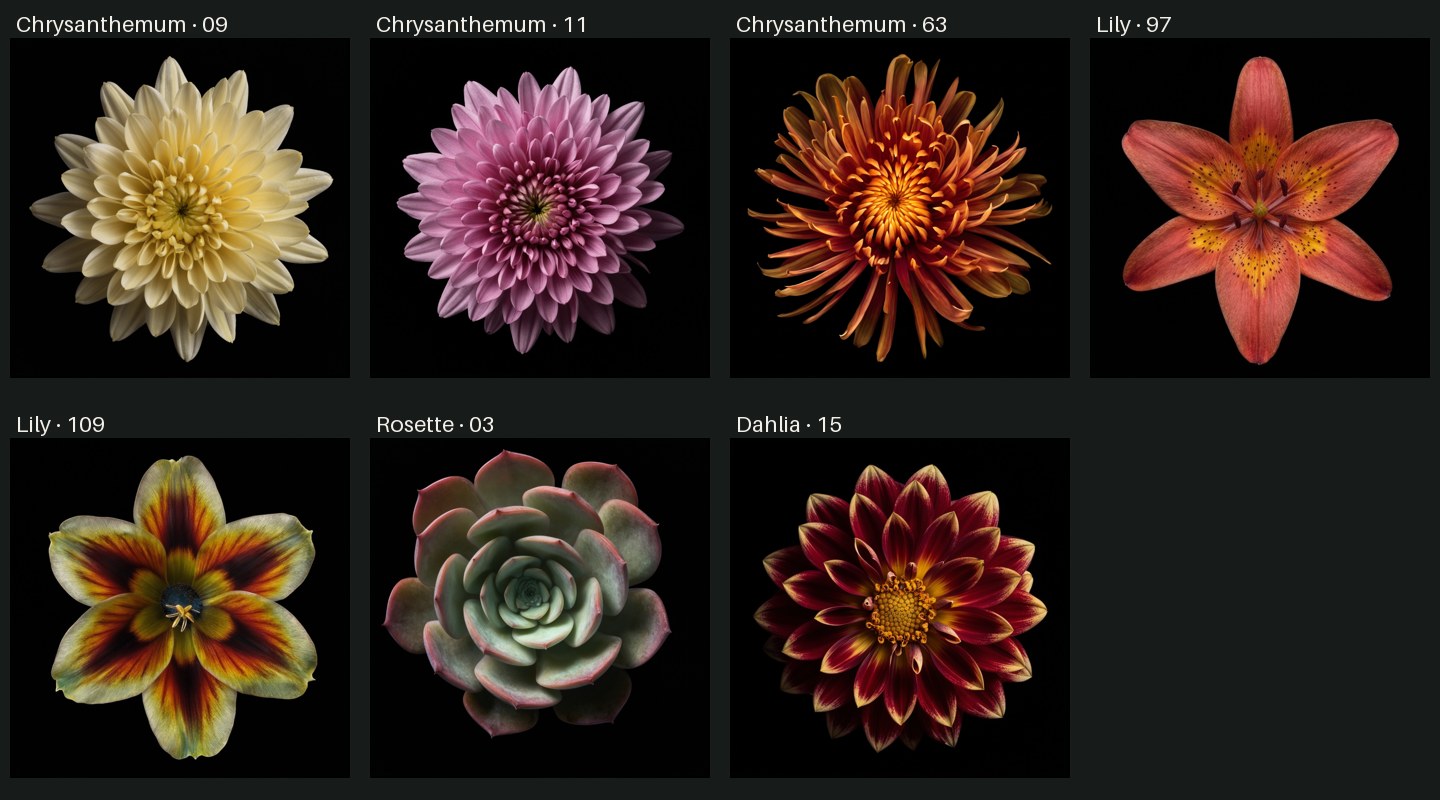 Chrysanthemum · 09
Chrysanthemum · 11
Chrysanthemum · 63
Lily · 97
Lily · 109
Rosette · 03
Dahlia · 15